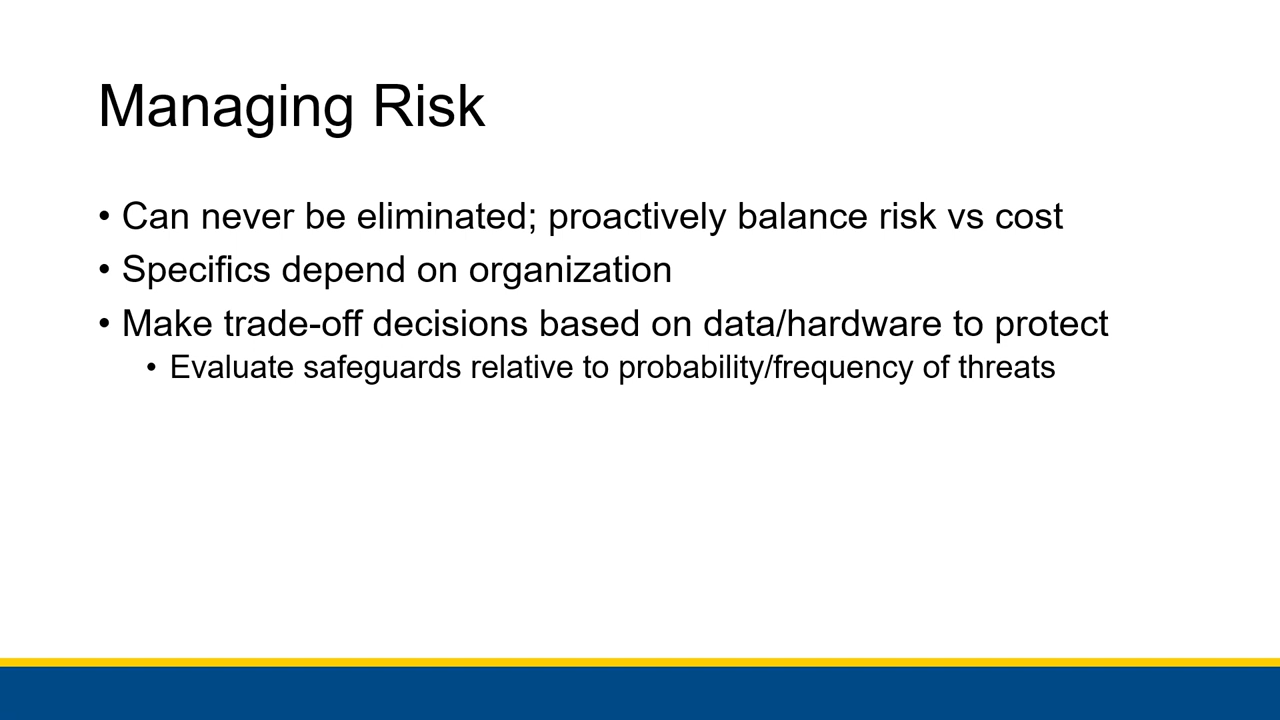 Managing Risk
• Can never be eliminated; proactively balance risk vs cost
• Specifics depend on organization
• Make trade-off decisions based on data/hardware to protect
• Evaluate safeguards relative to probability/frequency of threats